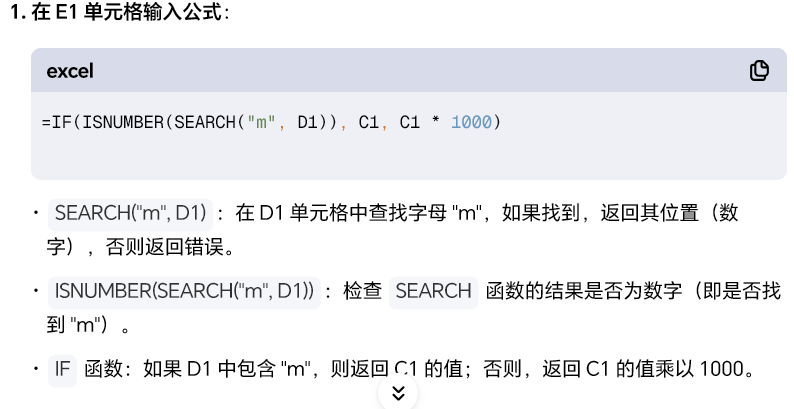 1. 在 E1 单元格输入公式：
excel
=IF(ISNUMBER(SEARCH("m", D1)), C1, C1 * 1000)
• SEARCH("m", D1) ：在 D1 单元格中查找字母 "m"，如果找到，返回其位置（数
字），否则返回错误。
• ISNUMBER(SEARCH("m", D1)) ：检查 SEARCH 函数的结果是否为数字（即是否找
到 "m"）。
• IF 函数：如果 D1 中包含 "m"，则返回 C1 的值；否则，返回 C1 的值乘以 1000。